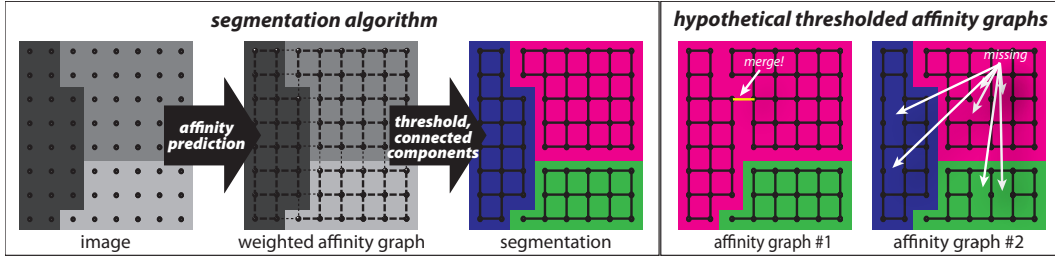 segmentation algorithm
affinity
prediction
threshold,
connected
components
image
weighted affinity graph
segmentation
hypothetical thresholded affinity graphs
merge!
missing
affinity graph #1
affinity graph #2